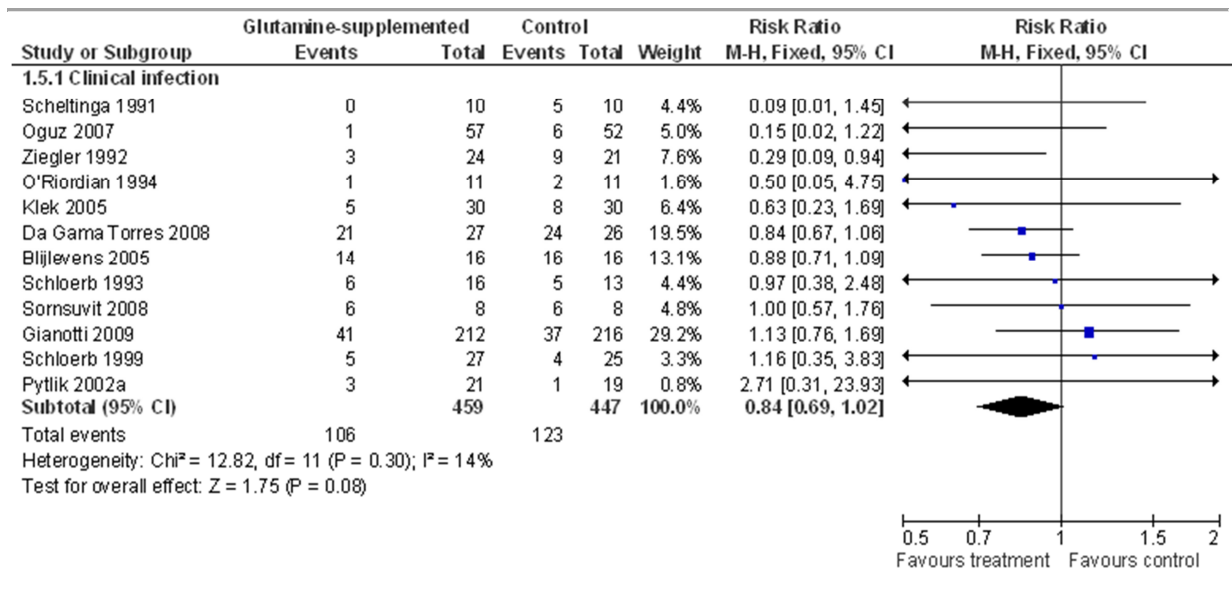 Glutamine-supplemented Control Risk Ratio Risk Ratio
Study or Subgroup Events Total Events Total Weight M-H, Fixed, 95% CI M-H, Fixed, 95% CI
1.5.1 Clinical infection
Scheltinga 1991 0 10 5 10 4.4% 0.09 [0.01, 1.45]
Oguz 2007 1 57 6 52 5.0% 0.15 [0.02, 1.22]
Ziegler 1992 3 24 9 21 7.6% 0.29 [0.09, 0.94]
O'Riordian 1994 1 11 2 11 1.6% 0.50 [0.05, 4.75]
Klek 2005 5 30 8 30 6.4% 0.63 [0.23, 1.69]
Da Gama Torres 2008 21 27 24 26 19.5% 0.84 [0.67, 1.06]
Blijlevens 2005 14 16 16 16 13.1% 0.88 [0.71, 1.09]
Schloerb 1993 6 16 5 13 4.4% 0.97 [0.38, 2.48]
Sornsuvit 2008 6 8 6 8 4.8% 1.00 [0.57, 1.76]
Gianotti 2009 41 212 37 216 29.2% 1.13 [0.76, 1.69]
Schloerb 1999 5 27 4 25 3.3% 1.16 [0.35, 3.83]
Pytlik 2002a 3 21 1 19 0.8% 2.71 [0.31, 23.93]
Subtotal (95% CI) 459 447 100.0% 0.84 [0.69, 1.02]
Total events 106 123
Heterogeneity: Chi² = 12.82, df = 11 (P = 0.30); I² = 14%
Test for overall effect: Z = 1.75 (P = 0.08)
0.5 0.7 1 1.5 2
Favours treatment Favours control